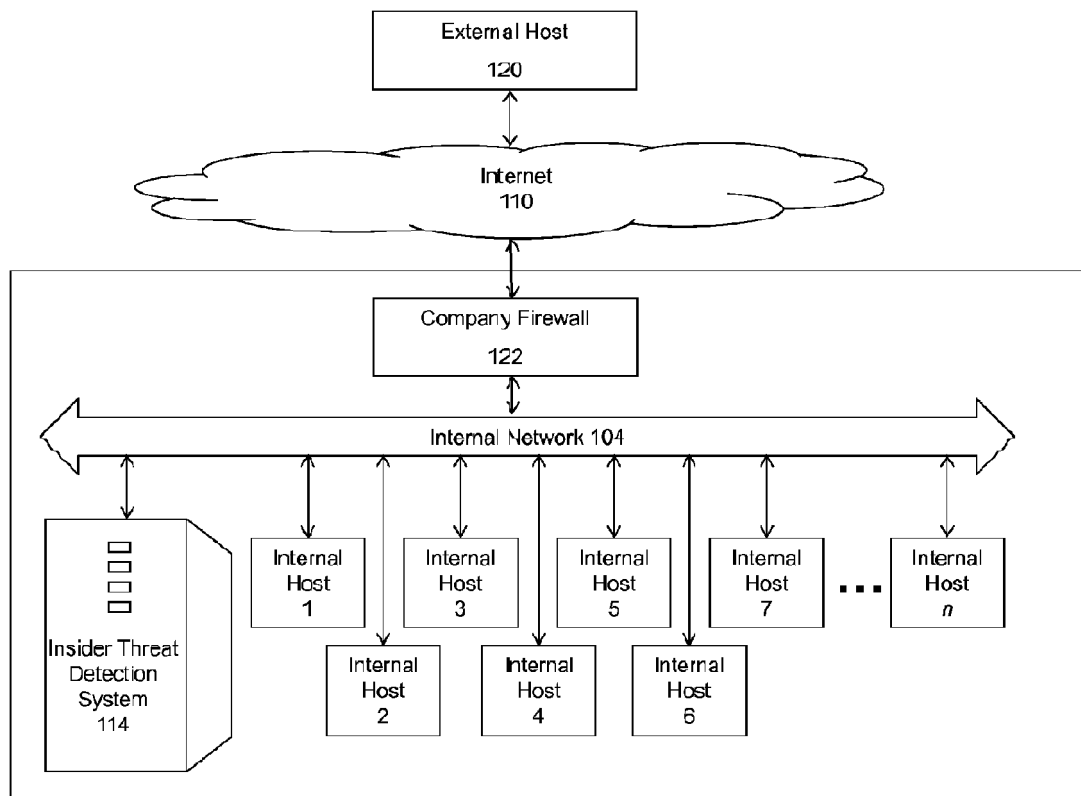 External Host
120
Internet
110
Company Firewall
122
Internal Network 104
Insider Threat
Detection
System
114
Internal
Host
1
Internal
Host
2
Internal
Host
3
Internal
Host
4
Internal
Host
5
Internal
Host
6
Internal
Host
7
Internal
Host
n